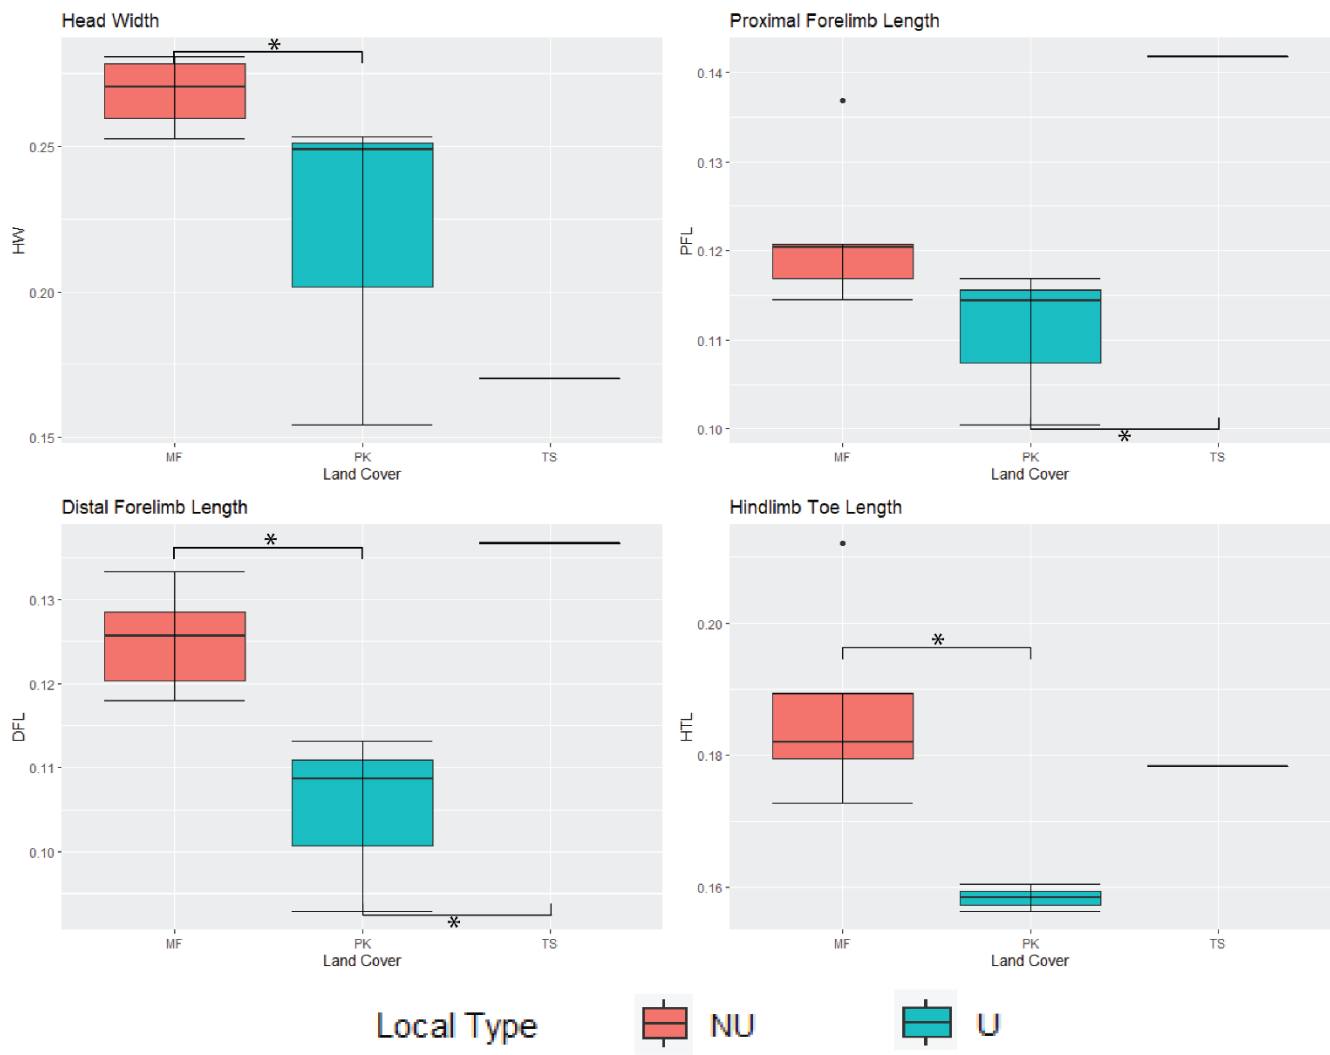 Head Width
*
HW
0.25
0.20
0.15
MF PK TS
Land Cover
Proximal Forelimb Length
PFL
0.14
0.13
0.12
0.11
0.10
*
MF PK TS
Land Cover
Distal Forelimb Length
*
DFL
0.13
0.12
0.11
0.10
*
MF PK TS
Land Cover
Hindlimb Toe Length
HTL
0.20
*
0.18
0.16
MF PK TS
Land Cover
Local Type NU U